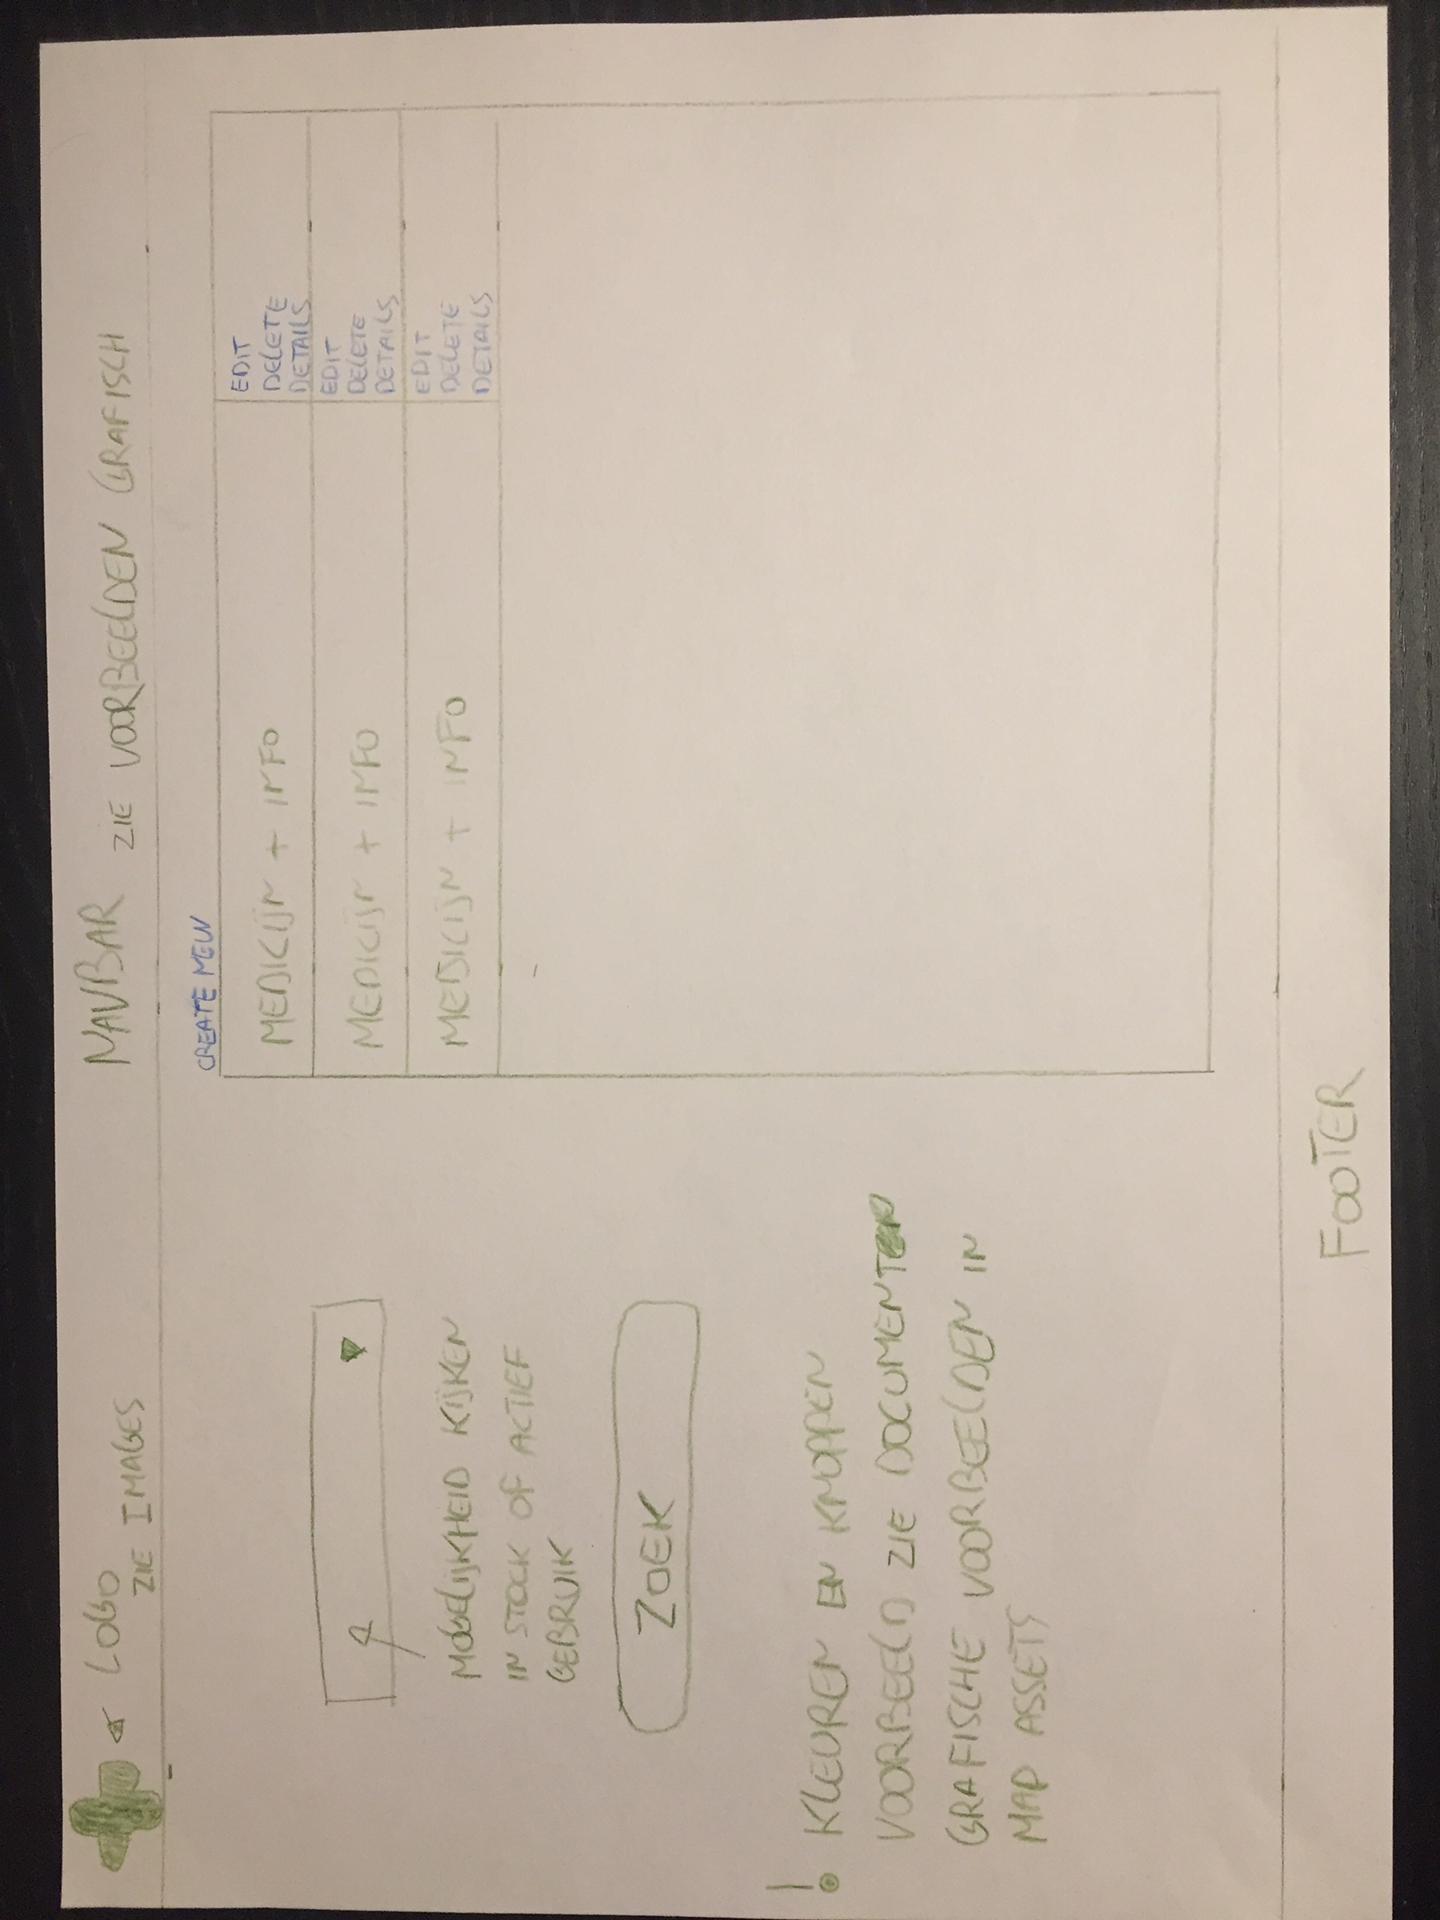 LOGO
ZIE IMAGES
NAVBAR ZIE VOORBEELDEN GRAFISCH
CREATE NEW
MEDICIJN + INFO
EDIT
DELETE
DETAILS
MEDICIJN + INFO
EDIT
DELETE
DETAILS
MEDICIJN + INFO
EDIT
DELETE
DETAILS
MOGELIJKHEID KIJKEN
IN STOCK OF ACTIEF
GEBRUIK
ZOEK
! KLEUREN EN KNOPPEN
VOORBEELD ZIE DOCUMENTEN
GRAFISCHE VOORBEELDEN IN
MAP ASSETS
FOOTER